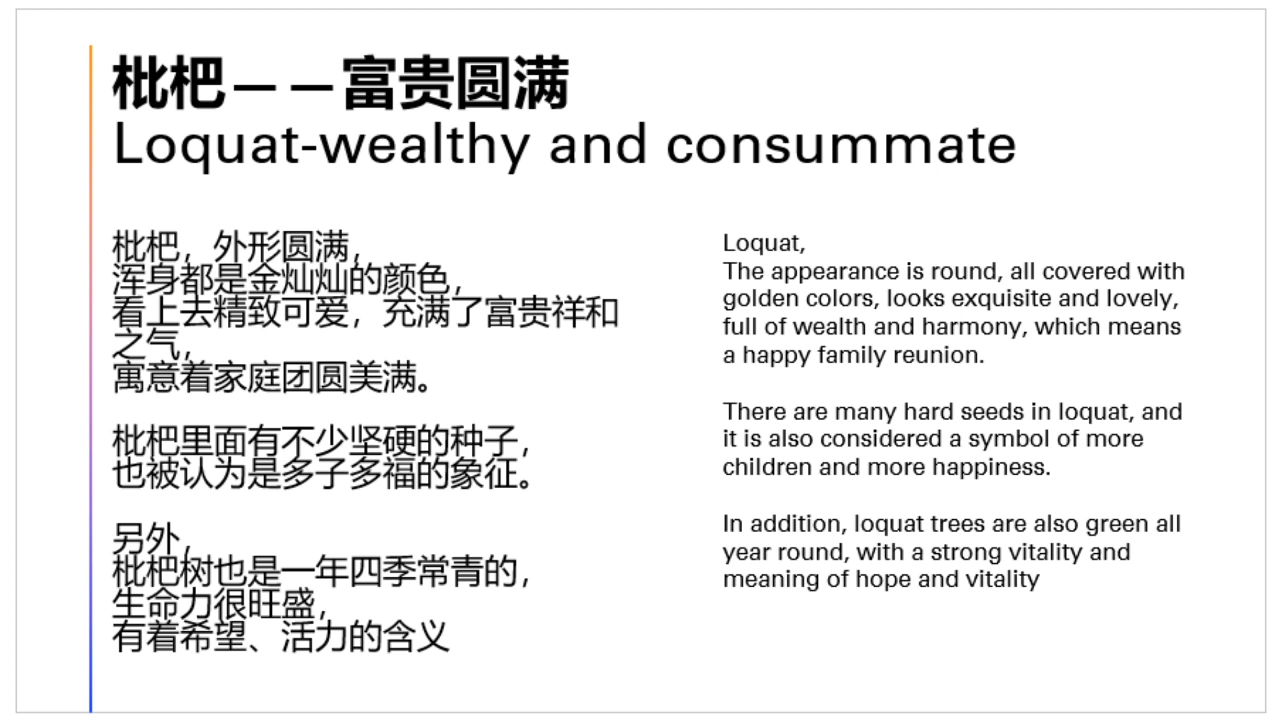 枇杷——富贵圆满
Loquat-wealthy and consummate
枇杷，外形圆满，
浑身都是金灿灿的颜色，
看上去精致可爱，充满了富贵祥和
之气，
寓意着家庭团圆美满。
枇杷里面有不少坚硬的种子，
也被认为是多子多福的象征。
另外，
枇杷树也是一年四季常青的，
生命力很旺盛，
有着希望、活力的含义
Loquat,
The appearance is round, all covered with
golden colors, looks exquisite and lovely,
full of wealth and harmony, which means
a happy family reunion.
There are many hard seeds in loquat, and
it is also considered a symbol of more
children and more happiness.
In addition, loquat trees are also green all
year round, with a strong vitality and
meaning of hope and vitality